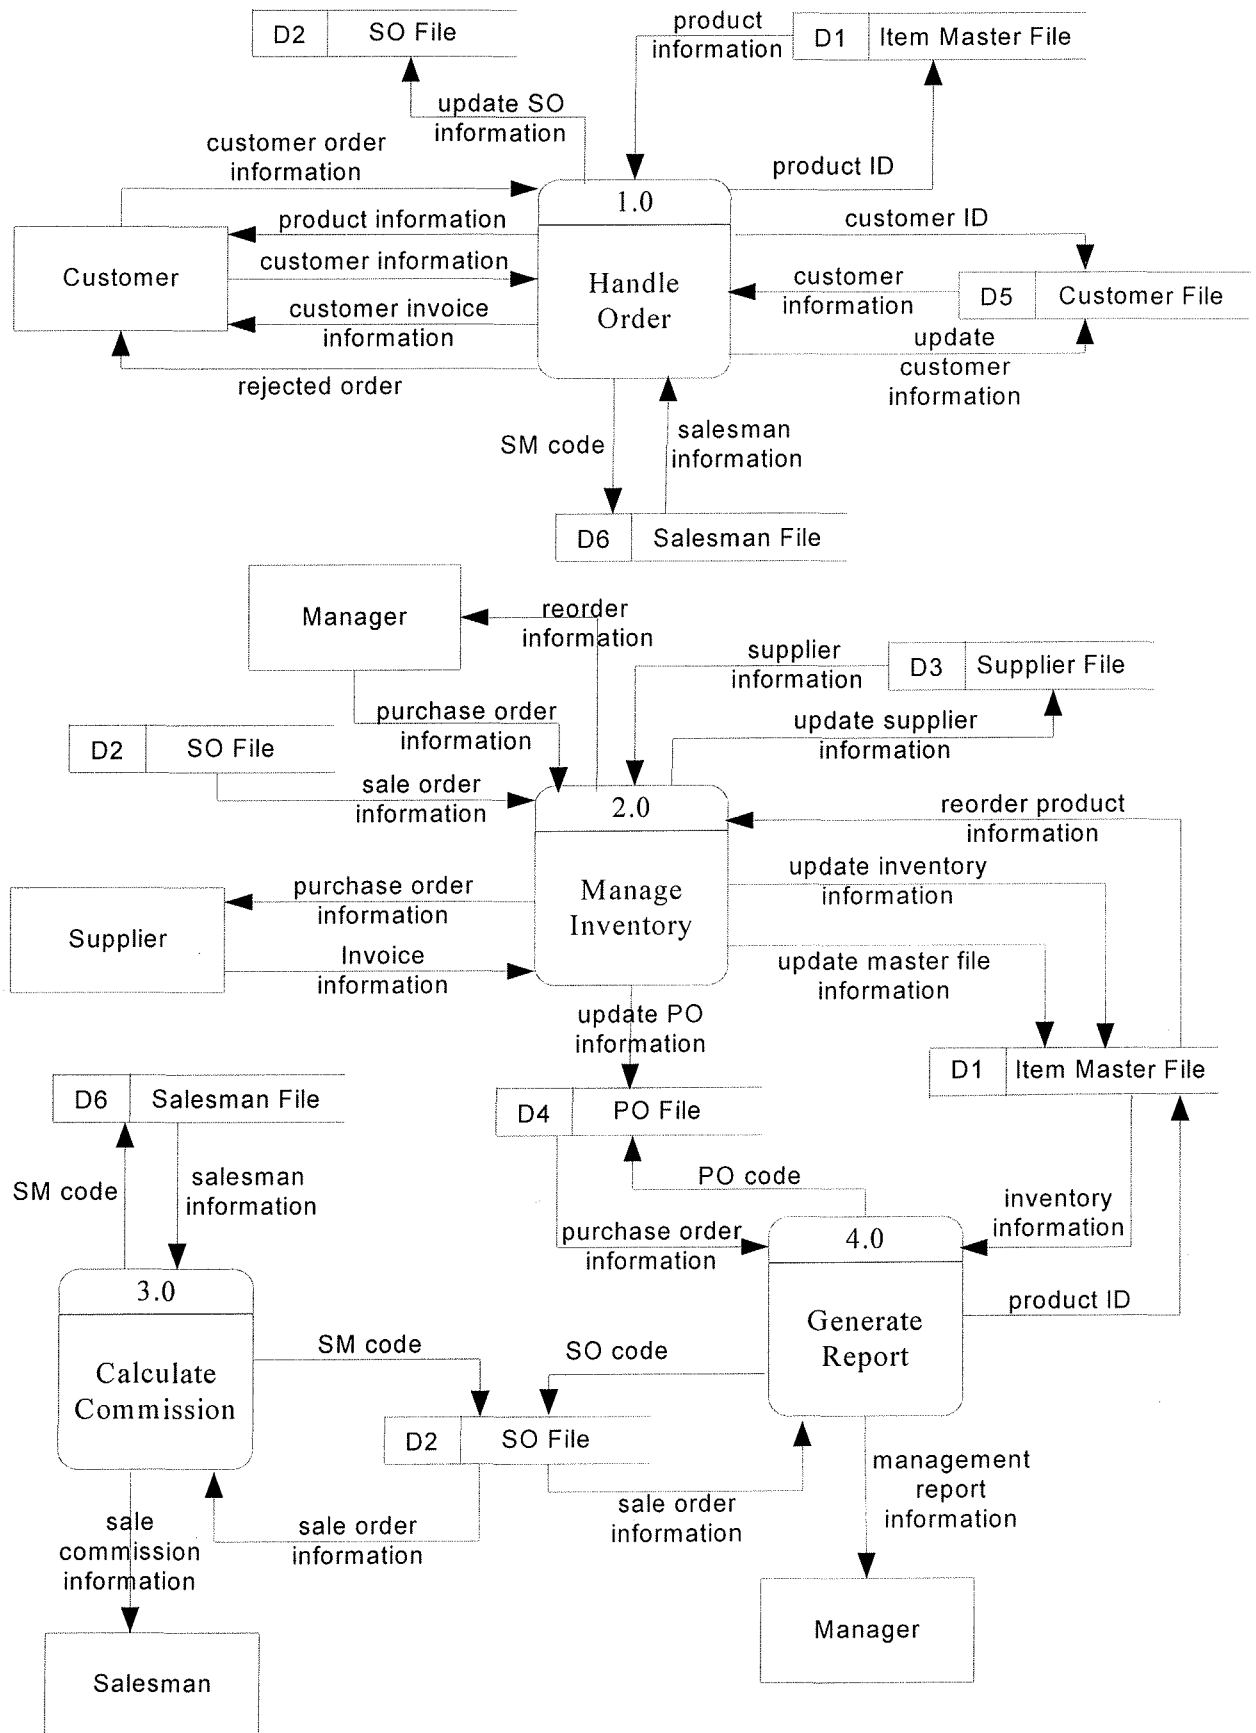 D2
SO File
product
information
D1
Item Master File
update SO
information
customer order
information
product ID
1.0
Handle
Order
product information
customer ID
Customer
customer information
customer
information
D5
Customer File
customer invoice
information
update
customer
information
rejected order
SM code
salesman
information
D6
Salesman File
Manager
reorder
information
supplier
information
D3
Supplier File
purchase order
information
update supplier
information
D2
SO File
sale order
information
2.0
Manage
Inventory
reorder product
information
update inventory
information
purchase order
information
Supplier
Invoice
information
update master file
information
update PO
information
D1
Item Master File
D6
Salesman File
D4
PO File
SM code
salesman
information
PO code
inventory
information
purchase order
information
4.0
Generate
Report
3.0
Calculate
Commission
product ID
SM code
SO code
D2
SO File
management
report
information
sale order
information
sale order
information
sale
commission
information
Manager
Salesman